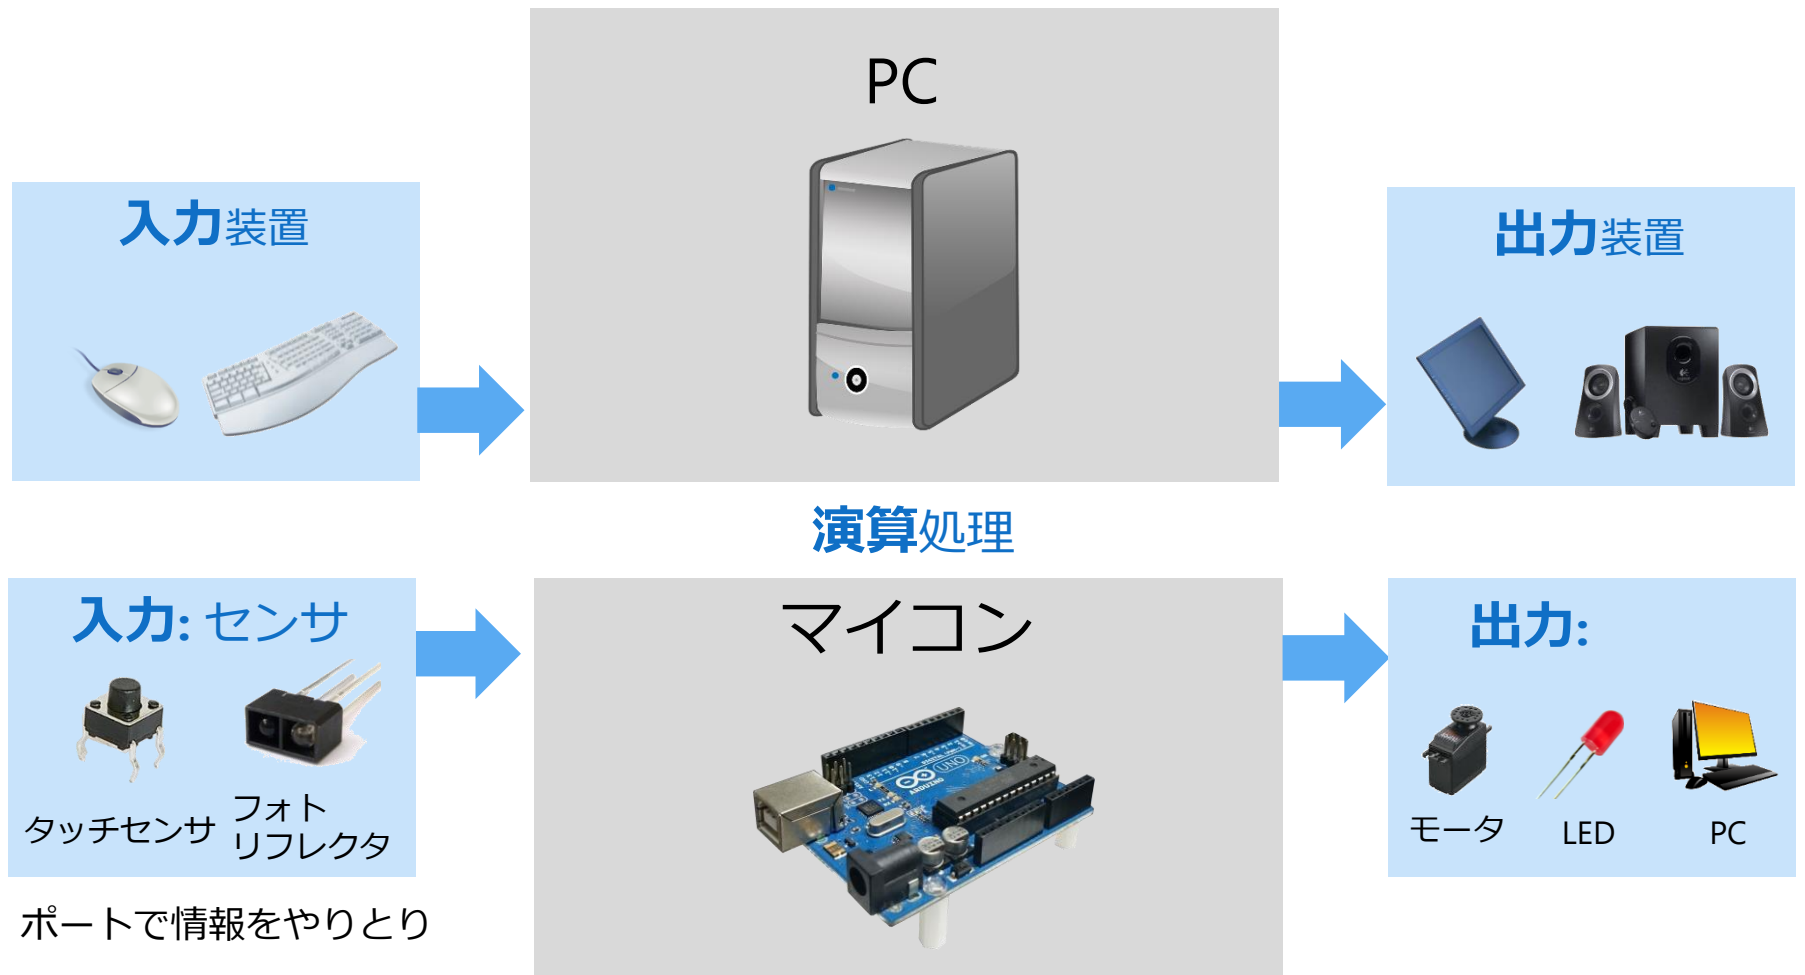 PC
入力装置
出力装置
演算処理
入力: センサ
マイコン
出力:
UNO
ARDUINO
タッチセンサ
フォト
リフレクタ
モータ
LED
PC
ポートで情報をやりとり